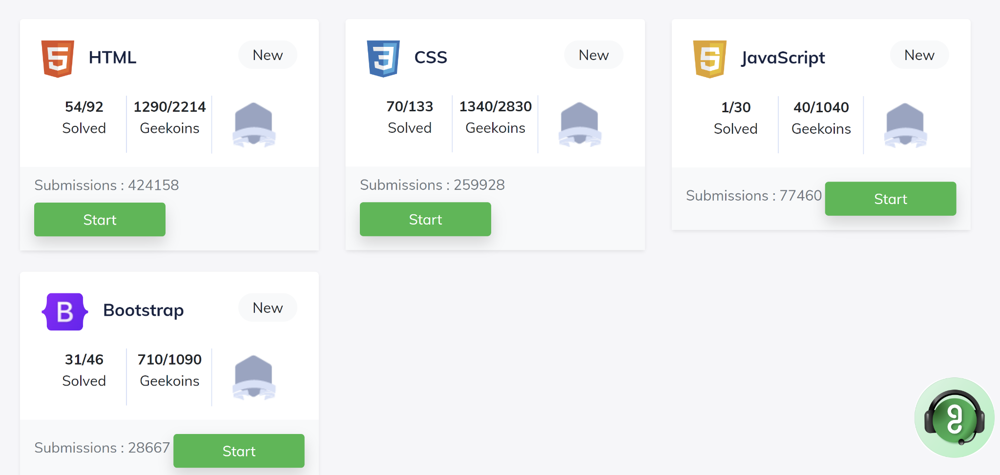 HTML
New
54/92
Solved
1290/2214
Geekoins
Submissions : 424158
Start
CSS
New
70/133
Solved
1340/2830
Geekoins
Submissions : 259928
Start
JavaScript
New
1/30
Solved
40/1040
Geekoins
Submissions : 77460
Start
B
Bootstrap
New
31/46
Solved
710/1090
Geekoins
Submissions : 28667
Start